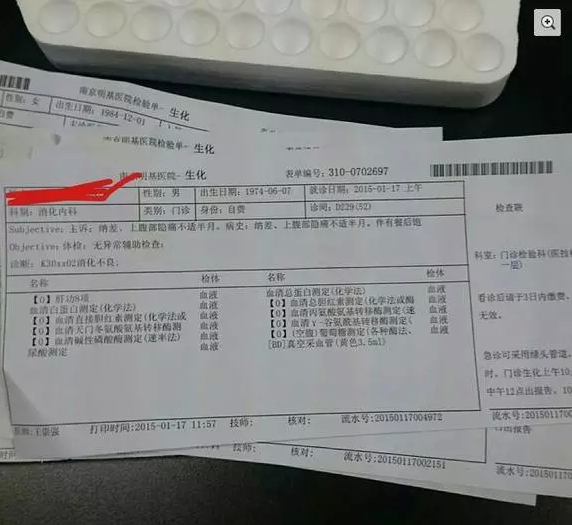 南京明基医院检验单- 生化
性别: 女 出生日期: 1984-12-01
南京明基医院检验单- 生化
明基医院- 生化 表单编号: 310-0702697
性别: 男 出生日期: 1974-06-07 就诊日期: 2015-01-17 上午
科别: 消化内科 类别: 门诊 身份: 自费 诊间: D229(52)
Subjective: 主诉: 纳差、上腹部隐痛不适半月。病史: 纳差、上腹部隐痛不适半月。伴有餐后饱
Objective: 体检: 无异常辅助检查:
诊断: K30xx02消化不良;
名称 检体 名称 检体
【0】肝功8项 血液 血清总蛋白测定(化学法) 血液
血清白蛋白测定(化学法) 血液 【0】血清总胆红素测定(化学法或酶 血液
【0】血清直接胆红素测定(化学法或 血液 【0】血清丙氨酸氨基转移酶测定(速 血液
【0】血清天门冬氨酸氨基转移酶测 血液 【0】血清γ-谷氨酰基转移酶测定( 血液
【0】血清碱性磷酸酶测定(速率法) 血液 【0】(空腹)葡萄糖测定(各种酶法、 血液
尿酸测定 血液 [BD]真空采血管(黄色3.5ml)
打印时间:2015-01-17 11:57 技师: 核对: 流水号:20150117004972
检查联
科室: 门诊检验科(医技
一层)
看诊后请于3日内缴费,
无效。
急诊可采用绿头管道,
时, 门诊生化上午10
中午12点出报告、10
出报告
核对: 流水号:20150117002151